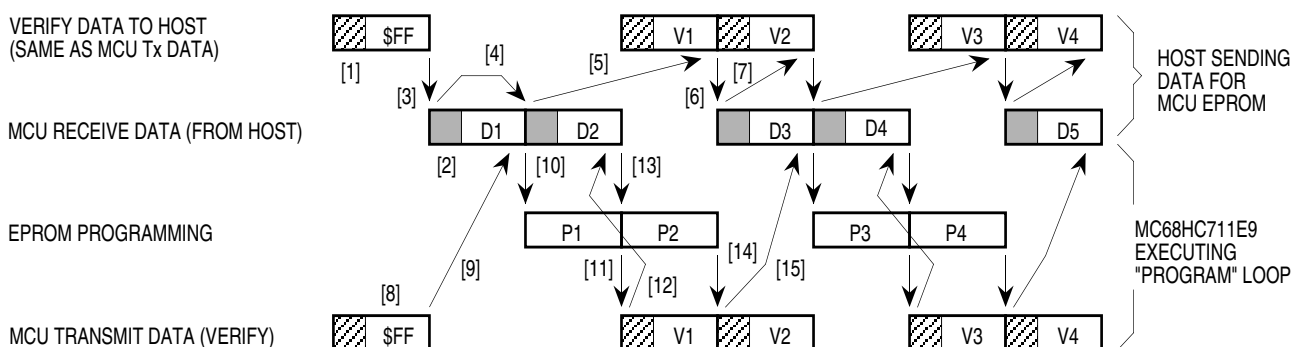 VERIFY DATA TO HOST
(SAME AS MCU Tx DATA)
$FF
V1
V2
V3
V4
[1]
[3]
[4]
[5]
[6]
[7]
HOST SENDING
DATA FOR
MCU EPROM
MCU RECEIVE DATA (FROM HOST)
D1
D2
D3
D4
D5
[2]
[10]
[13]
EPROM PROGRAMMING
P1
P2
P3
P4
[9]
[11]
[12]
[14]
[15]
MC68HC711E9
EXECUTING
"PROGRAM" LOOP
[8]
MCU TRANSMIT DATA (VERIFY)
$FF
V1
V2
V3
V4